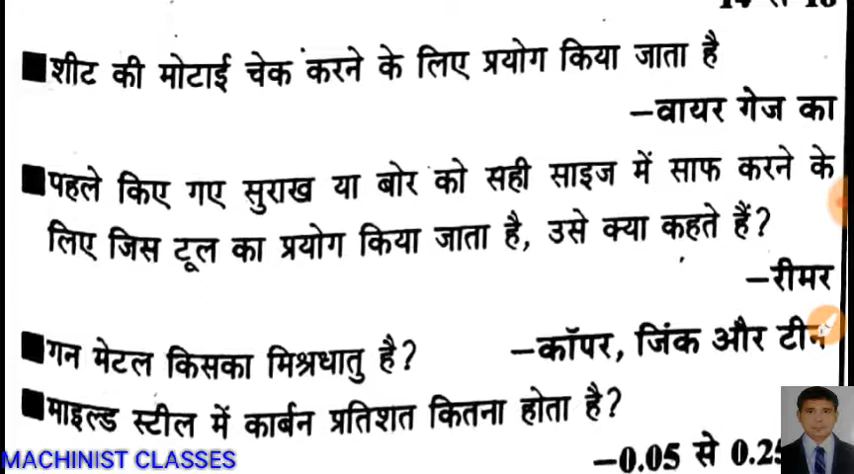 ■शीट की मोटाई चेक करने के लिए प्रयोग किया जाता है
–वायर गेज का
■पहले किए गए सुराख या बोर को सही साइज में साफ करने के
लिए जिस टूल का प्रयोग किया जाता है, उसे क्या कहते हैं?
–रीमर
■गन मेटल किसका मिश्रधातु है? –कॉपर, जिंक और टीन
■माइल्ड स्टील में कार्बन प्रतिशत कितना होता है?
–0.05 से
MACHINIST CLASSES